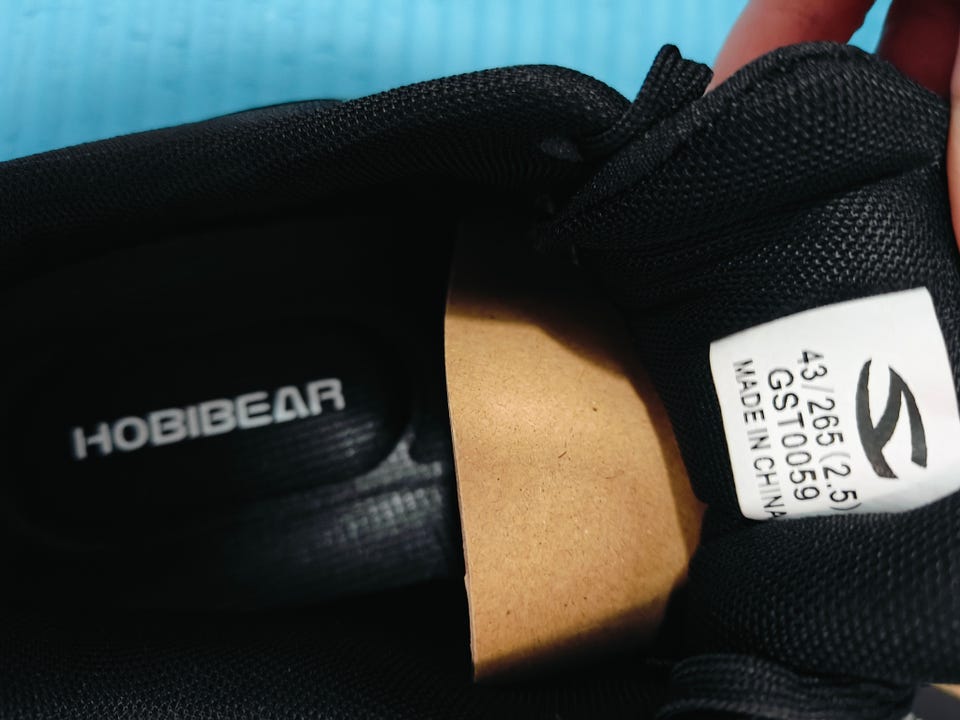 HOBIBEAR
43/265(2.5)
GST0059
MADE IN CHINA